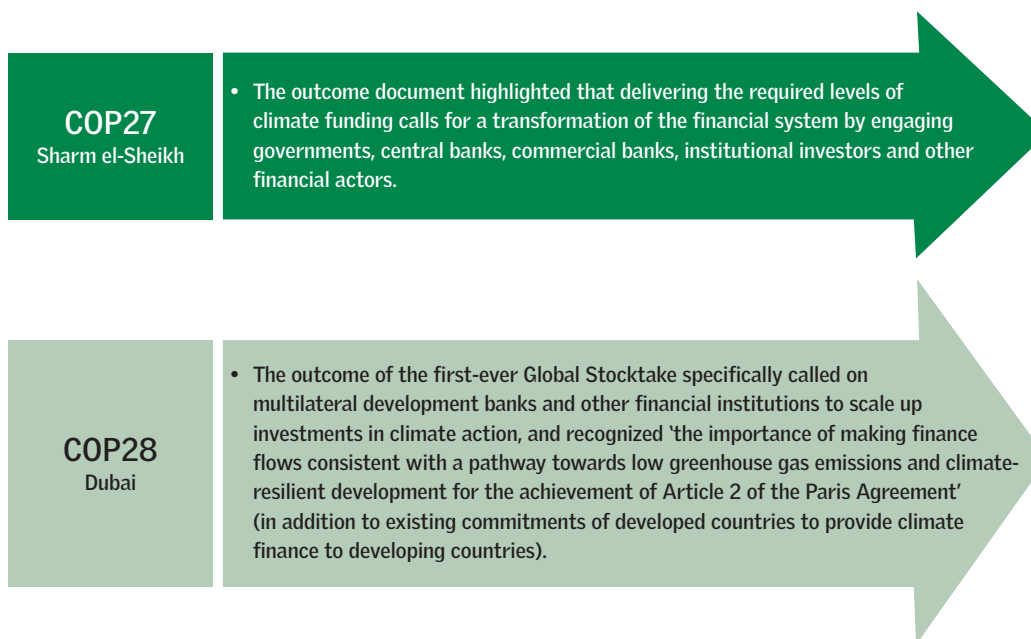 COP27
Sharm el-Sheikh
• The outcome document highlighted that delivering the required levels of
climate funding calls for a transformation of the financial system by engaging
governments, central banks, commercial banks, institutional investors and other
financial actors.
COP28
Dubai
• The outcome of the first-ever Global Stocktake specifically called on
multilateral development banks and other financial institutions to scale up
investments in climate action, and recognized ‘the importance of making finance
flows consistent with a pathway towards low greenhouse gas emissions and climate-
resilient development for the achievement of Article 2 of the Paris Agreement’
(in addition to existing commitments of developed countries to provide climate
finance to developing countries).